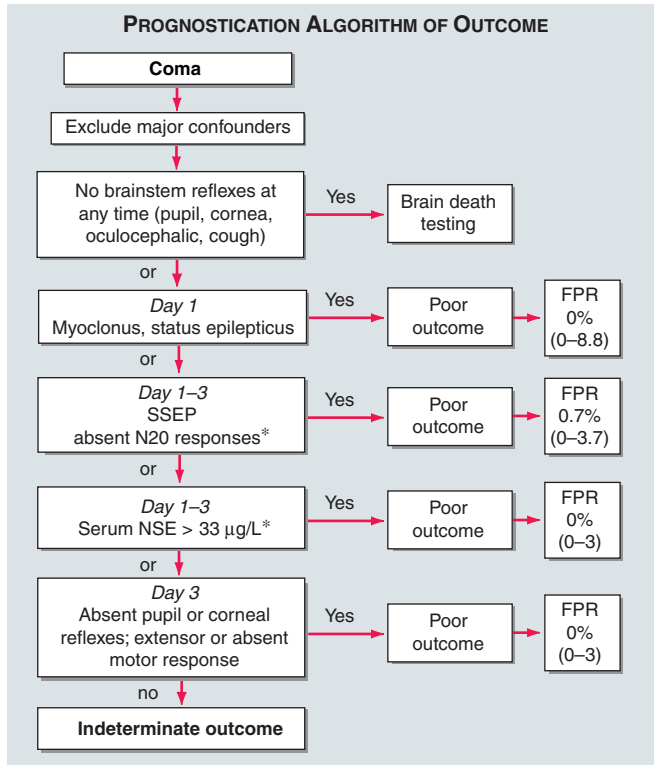 PROGNOSTICATION ALGORITHM OF OUTCOME
Coma
Exclude major confounders
No brainstem reflexes at
any time (pupil, cornea,
oculocephalic, cough)
Yes
Brain death
testing
or
Day 1
Myoclonus, status epilepticus
Yes
Poor
outcome
FPR
0%
(0–8.8)
or
Day 1–3
SSEP
absent N20 responses*
Yes
Poor
outcome
FPR
0.7%
(0–3.7)
or
Day 1–3
Serum NSE > 33 μg/L*
Yes
Poor
outcome
FPR
0%
(0–3)
or
Day 3
Absent pupil or corneal
reflexes; extensor or absent
motor response
Yes
Poor
outcome
FPR
0%
(0–3)
no
Indeterminate outcome